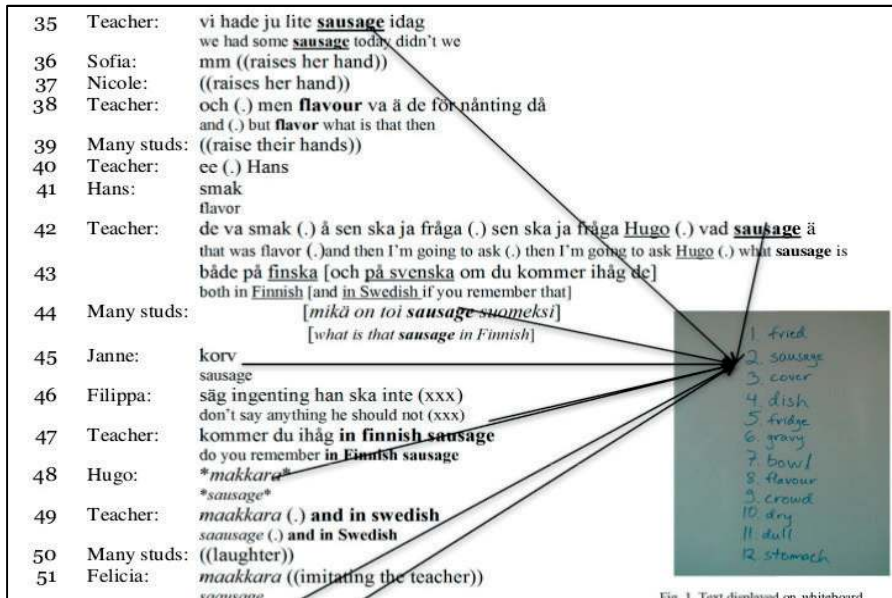 35 Teacher: vi hade ju lite sausage idag
we had some sausage today didn't we
36 Sofia: mm ((raises her hand))
37 Nicole: ((raises her hand))
38 Teacher: och (.) men flavour va ä de för nånting då
and (.) but flavor what is that then
39 Many studs: ((raise their hands))
40 Teacher: ee (.) Hans
41 Hans: smak
flavor
42 Teacher: de va smak (.) å sen ska ja fråga (.) sen ska ja fråga Hugo (.) vad sausage ä
that was flavor (.)and then I'm going to ask (.) then I'm going to ask Hugo (.) what sausage is
43 både på finska [och på svenska om du kommer ihåg de]
both in Finnish [and in Swedish if you remember that]
44 Many studs: [mikä on toi sausage suomeksi]
[what is that sausage in Finnish]
45 Janne: korv
sausage
46 Filippa: säg ingenting han ska inte (xxx)
don't say anything he should not (xxx)
47 Teacher: kommer du ihåg in finnish sausage
do you remember in Finnish sausage
48 Hugo: *makkara*
*sausage*
49 Teacher: maakkara (.) and in swedish
saausage (.) and in Swedish
50 Many studs: ((laughter))
51 Felicia: maakkara ((imitating the teacher))
saausage
1. fried
2. sausage
3. cover
4. dish
5. fridge
6. gravy
7. bowl
8. flavour
9. crowd
10. dry
11. dull
12. stomach
Fig. 1. Text displayed on whiteboard